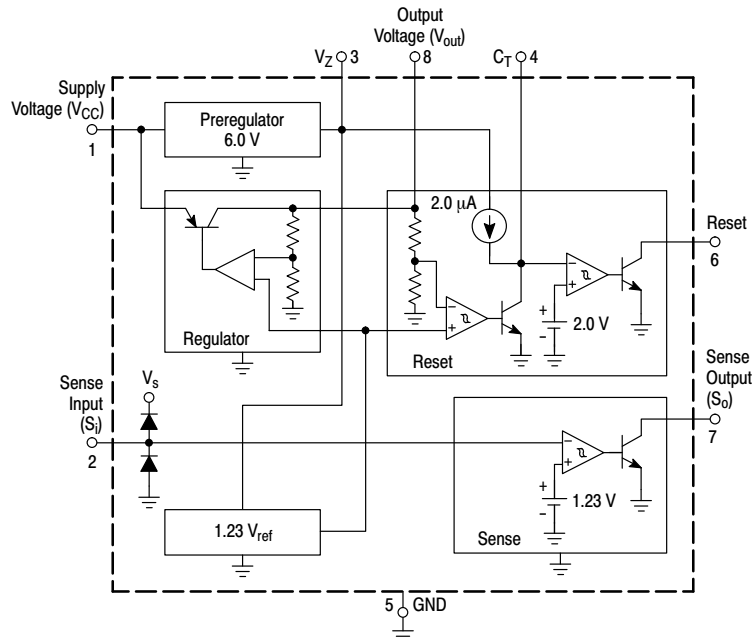 Output
Voltage (Vout)
VZ 3
8
CT 4
Supply
Voltage (VCC)
1
Preregulator
6.0 V
2.0 μA
Reset
6
+
-
2.0 V
-
+
-
+
Regulator
Reset
Sense
Input
(Si)
2
Vs
Sense
Output
(So)
7
-
+
+
-
1.23 V
1.23 Vref
Sense
5 GND